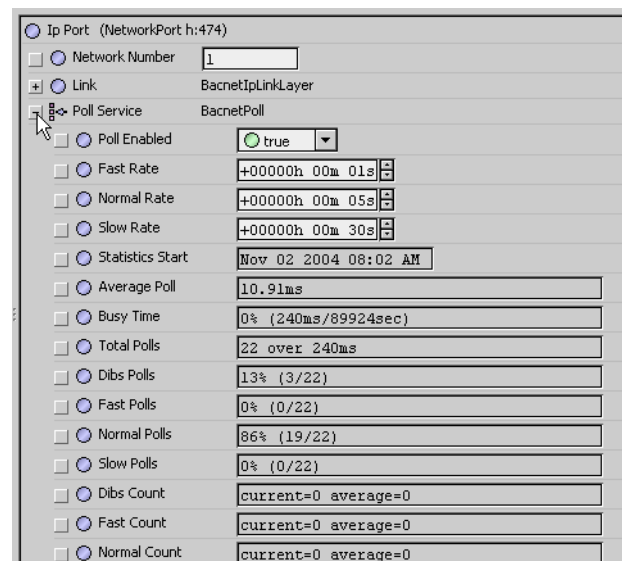 Ip Port (NetworkPort h:474)
Network Number 1
Link BacnetIpLinkLayer
Poll Service BacnetPoll
Poll Enabled true
Fast Rate +00000h 00m 01s
Normal Rate +00000h 00m 05s
Slow Rate +00000h 00m 30s
Statistics Start Nov 02 2004 08:02 AM
Average Poll 10.91ms
Busy Time 0% (240ms/89924sec)
Total Polls 22 over 240ms
Dibs Polls 13% (3/22)
Fast Polls 0% (0/22)
Normal Polls 86% (19/22)
Slow Polls 0% (0/22)
Dibs Count current=0 average=0
Fast Count current=0 average=0
Normal Count current=0 average=0